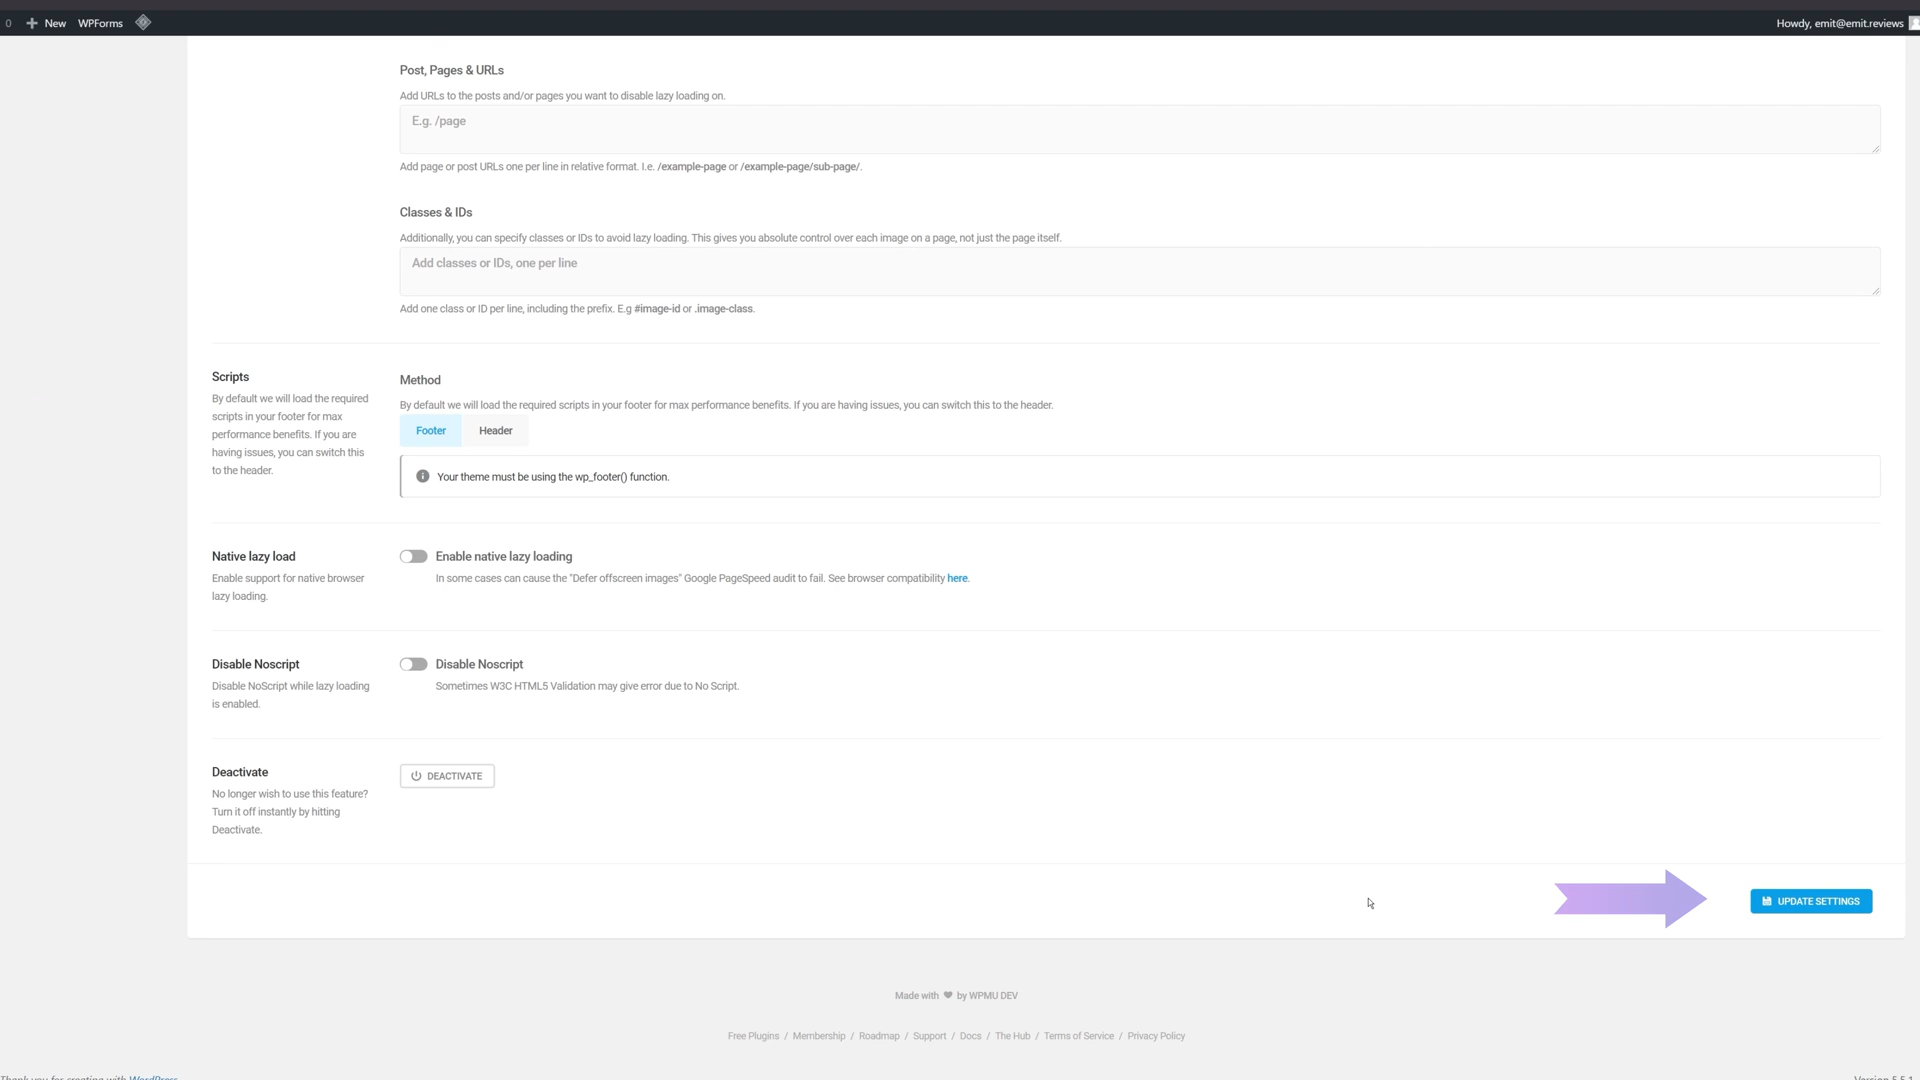 0 New WPForms Howdy, emit@emit.reviews
Post, Pages & URLs
Add URLs to the posts and/or pages you want to disable lazy loading on.
E.g. /page
Add page or post URLs one per line in relative format. I.e. /example-page or /example-page/sub-page/.
Classes & IDs
Additionally, you can specify classes or IDs to avoid lazy loading. This gives you absolute control over each image on a page, not just the page itself.
Add classes or IDs, one per line
Add one class or ID per line, including the prefix. E.g #image-id or .image-class.
Scripts
By default we will load the required
scripts in your footer for max
performance benefits. If you are
having issues, you can switch this
to the header.
Method
By default we will load the required scripts in your footer for max performance benefits. If you are having issues, you can switch this to the header.
Footer Header
Your theme must be using the wp_footer() function.
Native lazy load
Enable support for native browser
lazy loading.
Enable native lazy loading
In some cases can cause the "Defer offscreen images" Google PageSpeed audit to fail. See browser compatibility here.
Disable Noscript
Disable NoScript while lazy loading
is enabled.
Disable Noscript
Sometimes W3C HTML5 Validation may give error due to No Script.
Deactivate
No longer wish to use this feature?
Turn it off instantly by hitting
Deactivate.
DEACTIVATE
UPDATE SETTINGS
Made with by WPMU DEV
Free Plugins / Membership / Roadmap / Support / Docs / The Hub / Terms of Service / Privacy Policy
Thank you for creating with WordPress
Version 5.5.1